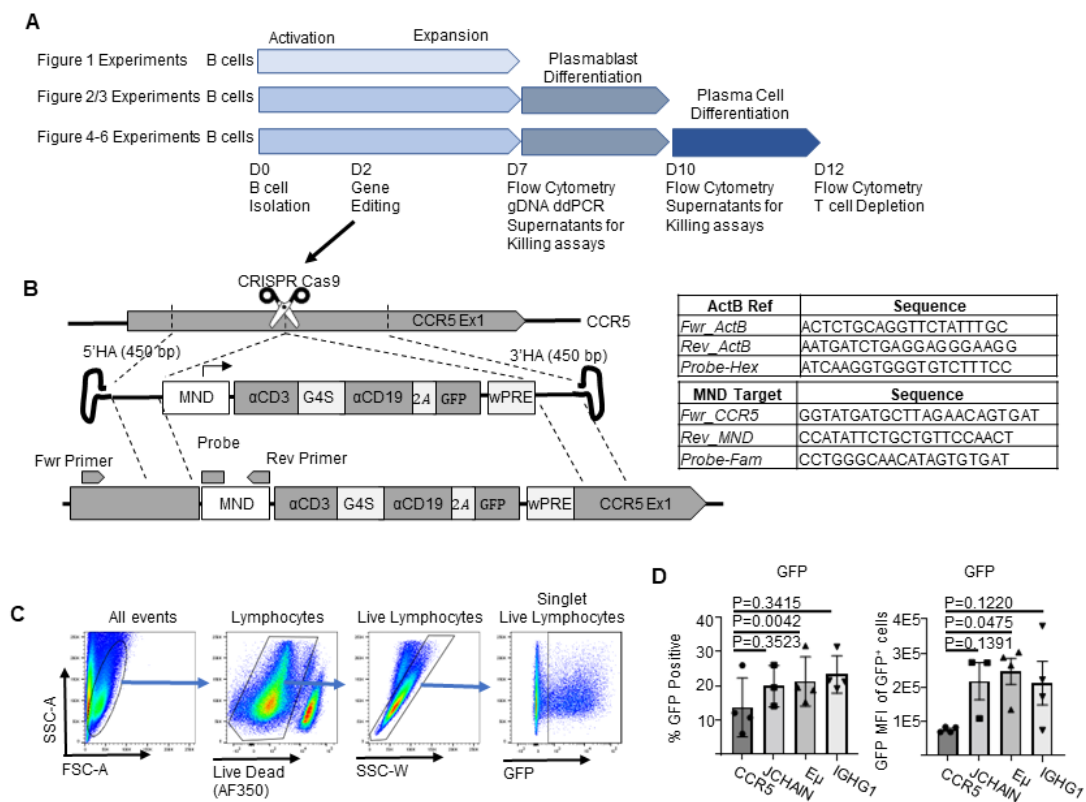 A
Activation
Expansion
Figure 1 Experiments
B cells
Plasmablast
Differentiation
Figure 2/3 Experiments
B cells
Plasma Cell
Differentiation
Figure 4-6 Experiments
B cells
D0
B cell
Isolation
D2
Gene
Editing
D7
Flow Cytometry
gDNA ddPCR
Supernatants for
Killing assays
D10
Flow Cytometry
Supernatants for
Killing assays
D12
Flow Cytometry
T cell Depletion
B
CRISPR Cas9
CCR5 Ex1
CCR5
5'HA (450 bp)
3'HA (450 bp)
MND
αCD3
G4S
αCD19
2A
GFP
wPRE
Probe
Fwr Primer
Rev Primer
MND
αCD3
G4S
αCD19
2A
GFP
wPRE
CCR5 Ex1
ActB Ref Sequence
Fwr_ActB ACTCTGCAGGTTCTATTTGC
Rev_ActB AATGATCTGAGGAGGGAAGG
Probe-Hex ATCAAGGTGGGTGTCTTTCC
MND Target Sequence
Fwr_CCR5 GGTATGATGCTTAGAACAGTGAT
Rev_MND CCATATTCTGCTGTTCCAACT
Probe-Fam CCTGGGCAACATAGTGTGAT
C
All events
Lymphocytes
Live Lymphocytes
Singlet
Live Lymphocytes
SSC-A
FSC-A
Live Dead
(AF350)
SSC-W
GFP
D
GFP
P=0.3415
P=0.0042
P=0.3523
% GFP Positive
40
30
20
10
CCR5
JCHAIN
Eµ
IGHG1
GFP
P=0.1220
P=0.0475
P=0.1391
GFP MFI of GFP⁺ cells
4E5
3E5
2E5
1E5
CCR5
JCHAIN
Eµ
IGHG1